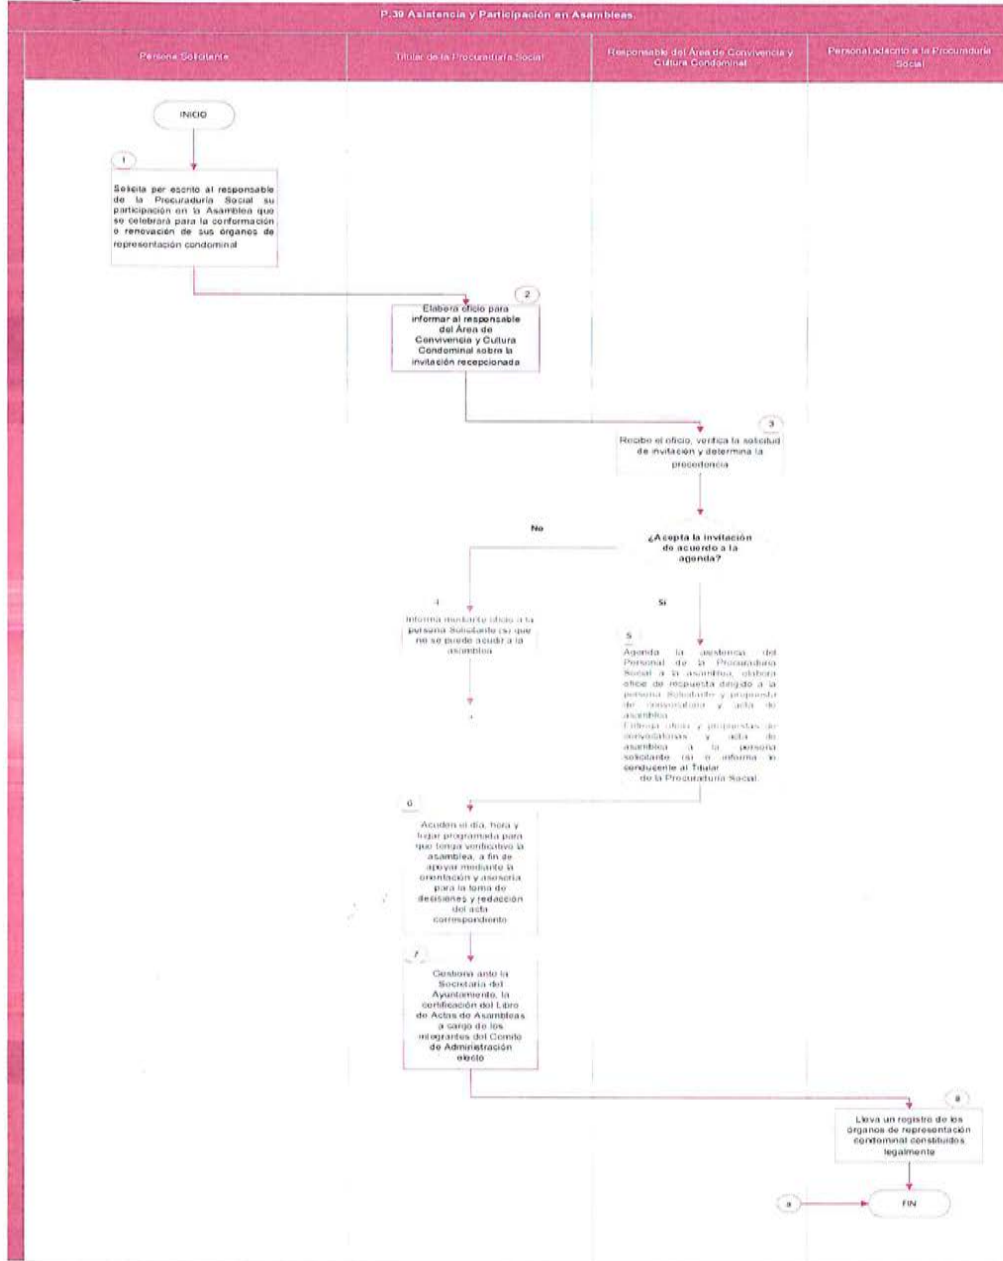 P.39 Asistencia y Participación en Asambleas.
Persona Solicitante
Titular de la Procuraduría Social
Responsable del Área de Convivencia y
Cultura Condominal
Personal adscrito a la Procuraduría
Social
INICIO
1
Solicita por escrito al responsable
de la Procuraduría Social su
participación en la Asamblea que
se celebrará para la conformación
o renovación de sus órganos de
representación condominal
2
Elabora oficio para
informar al responsable
del Área de
Convivencia y Cultura
Condominal sobre la
invitación recepcionada
3
Recibe el oficio, verifica la solicitud
de invitación y determina la
procedencia
No
¿Acepta la invitación
de acuerdo a la
agenda?
Si
4
Informa mediante oficio a la
persona Solicitante (s) que
no se puede acudir a la
asamblea
5
Agenda la asistencia del
Personal de la Procuraduría
Social a la asamblea, elabora
oficio de respuesta dirigido a la
persona Solicitante y propuesta
de convocatoria y acta de
asamblea
Entrega oficio y propuestas de
convocatorias y acta de
asamblea a la persona
solicitante (s) e informa lo
conducente al Titular
de la Procuraduría Social.
6
Acuden el día, hora y
lugar programada para
que tenga verificativo la
asamblea, a fin de
apoyar mediante la
orientación y asesoría
para la toma de
decisiones y redacción
del acta
correspondiente
7
Gestiona ante la
Secretaría del
Ayuntamiento, la
certificación del Libro
de Actas de Asambleas
a cargo de los
integrantes del Comité
de Administración
electo
8
Lleva un registro de los
órganos de representación
condominal constituidos
legalmente
a
FIN